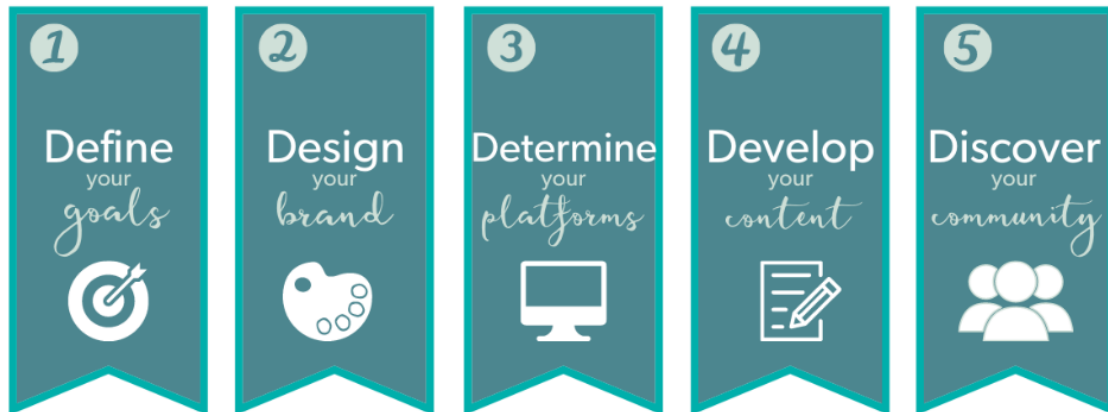 1
Define
your
goals
2
Design
your
brand
3
Determine
your
platforms
4
Develop
your
content
5
Discover
your
community